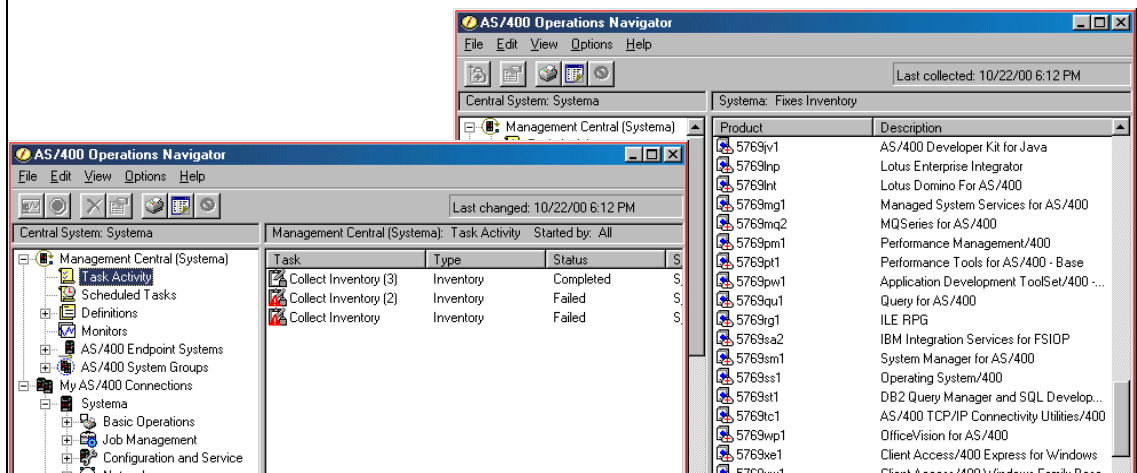 AS/400 Operations Navigator
File Edit View Options Help
Last collected: 10/22/00 6:12 PM
Central System: Systema
Systema: Fixes Inventory
Management Central (Systema)
Product Description
5769jv1 AS/400 Developer Kit for Java
5769lnp Lotus Enterprise Integrator
5769lnt Lotus Domino For AS/400
5769mg1 Managed System Services for AS/400
5769mq2 MQSeries for AS/400
5769pm1 Performance Management/400
5769pt1 Performance Tools for AS/400 - Base
5769pw1 Application Development ToolSet/400 -...
5769qu1 Query for AS/400
5769rg1 ILE RPG
5769sa2 IBM Integration Services for FSIOP
5769sm1 System Manager for AS/400
5769ss1 Operating System/400
5769st1 DB2 Query Manager and SQL Develop...
5769tc1 AS/400 TCP/IP Connectivity Utilities/400
5769wp1 OfficeVision for AS/400
5769xe1 Client Access/400 Express for Windows
AS/400 Operations Navigator
File Edit View Options Help
Last changed: 10/22/00 6:12 PM
Central System: Systema
Management Central (Systema): Task Activity Started by: All
Management Central (Systema)
Task Activity
Scheduled Tasks
Definitions
Monitors
AS/400 Endpoint Systems
AS/400 System Groups
My AS/400 Connections
Systema
Basic Operations
Job Management
Configuration and Service
Task Type Status S
Collect Inventory (3) Inventory Completed S
Collect Inventory (2) Inventory Failed S
Collect Inventory Inventory Failed S